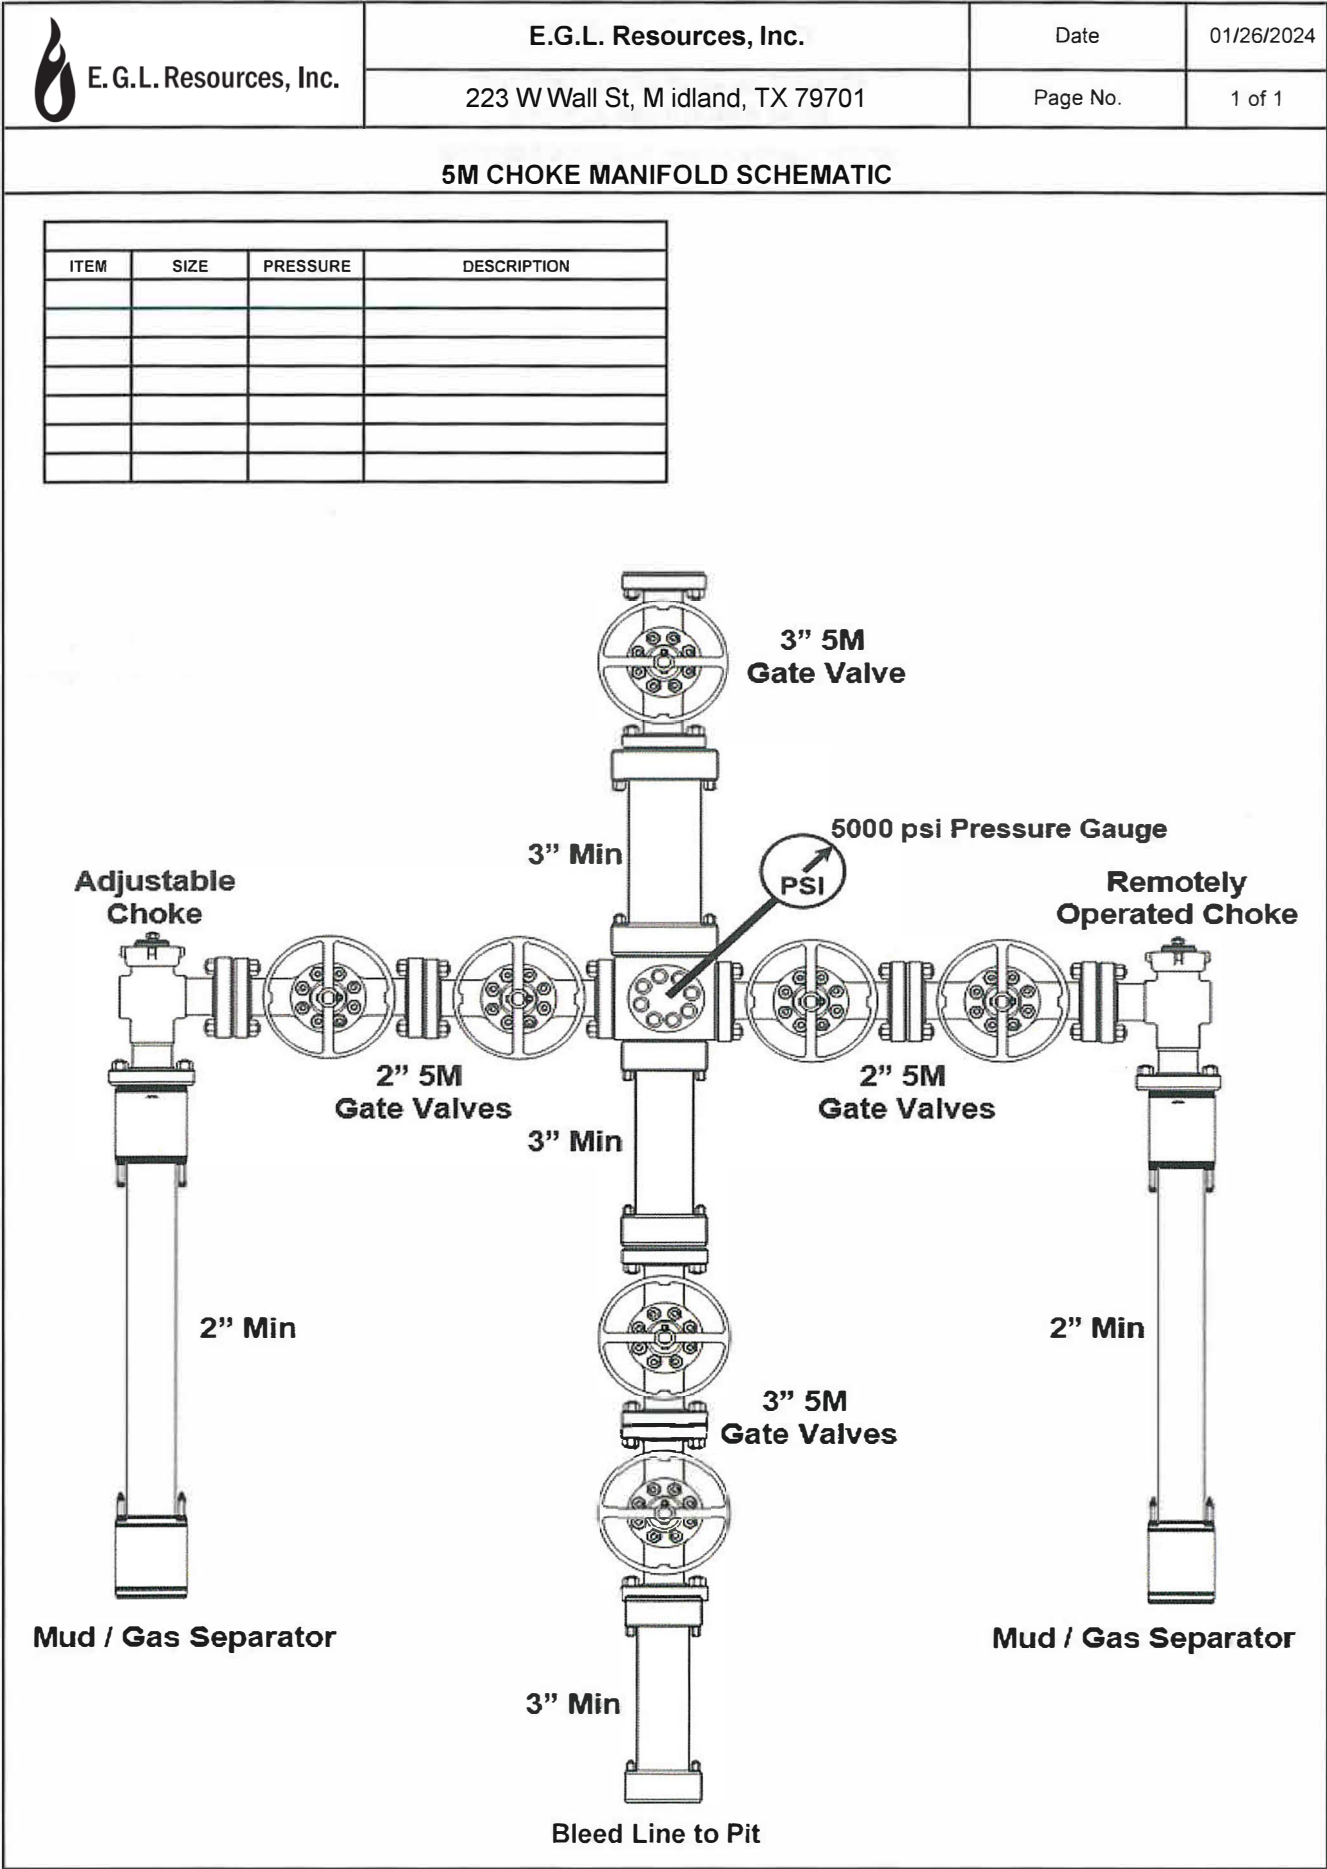 E.G.L. Resources, Inc.
E.G.L. Resources, Inc.
Date
01/26/2024
223 W Wall St, M idland, TX 79701
Page No.
1 of 1
5M CHOKE MANIFOLD SCHEMATIC
ITEM SIZE PRESSURE DESCRIPTION
3” 5M
Gate Valve
5000 psi Pressure Gauge
3” Min
PSI
Adjustable
Choke
Remotely
Operated Choke
2” 5M
Gate Valves
2” 5M
Gate Valves
3” Min
2” Min
2” Min
3” 5M
Gate Valves
Mud / Gas Separator
Mud / Gas Separator
3” Min
Bleed Line to Pit